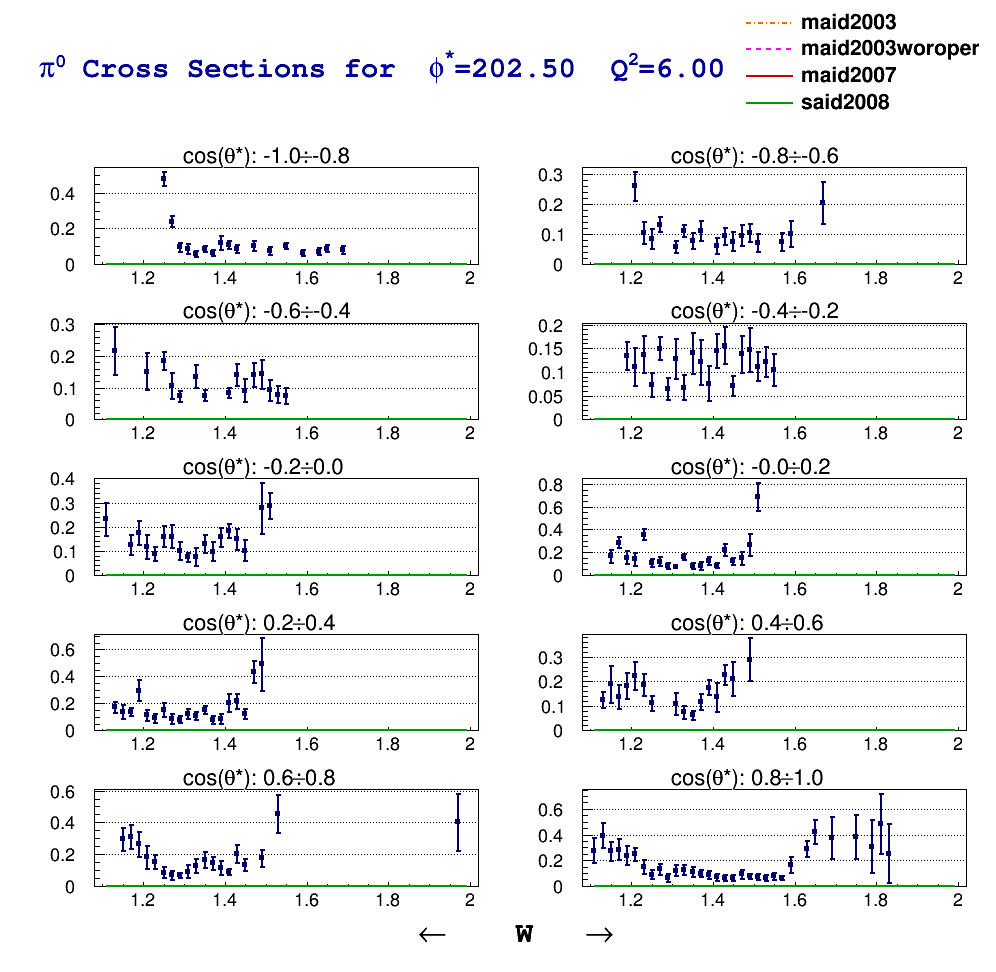 maid2003
maid2003woroper
maid2007
said2008
π⁰ Cross Sections for ϕ*=202.50 Q²=6.00
cos(θ*): -1.0÷-0.8
0.4
0.2
0
1.2 1.4 1.6 1.8 2
cos(θ*): -0.8÷-0.6
0.3
0.2
0.1
0
1.2 1.4 1.6 1.8 2
cos(θ*): -0.6÷-0.4
0.3
0.2
0.1
0
1.2 1.4 1.6 1.8 2
cos(θ*): -0.4÷-0.2
0.2
0.15
0.1
0.05
0
1.2 1.4 1.6 1.8 2
cos(θ*): -0.2÷0.0
0.4
0.3
0.2
0.1
0
1.2 1.4 1.6 1.8 2
cos(θ*): -0.0÷0.2
0.8
0.6
0.4
0.2
0
1.2 1.4 1.6 1.8 2
cos(θ*): 0.2÷0.4
0.6
0.4
0.2
0
1.2 1.4 1.6 1.8 2
cos(θ*): 0.4÷0.6
0.3
0.2
0.1
0
1.2 1.4 1.6 1.8 2
cos(θ*): 0.6÷0.8
0.6
0.4
0.2
0
1.2 1.4 1.6 1.8 2
cos(θ*): 0.8÷1.0
0.6
0.4
0.2
0
1.2 1.4 1.6 1.8 2
← W →